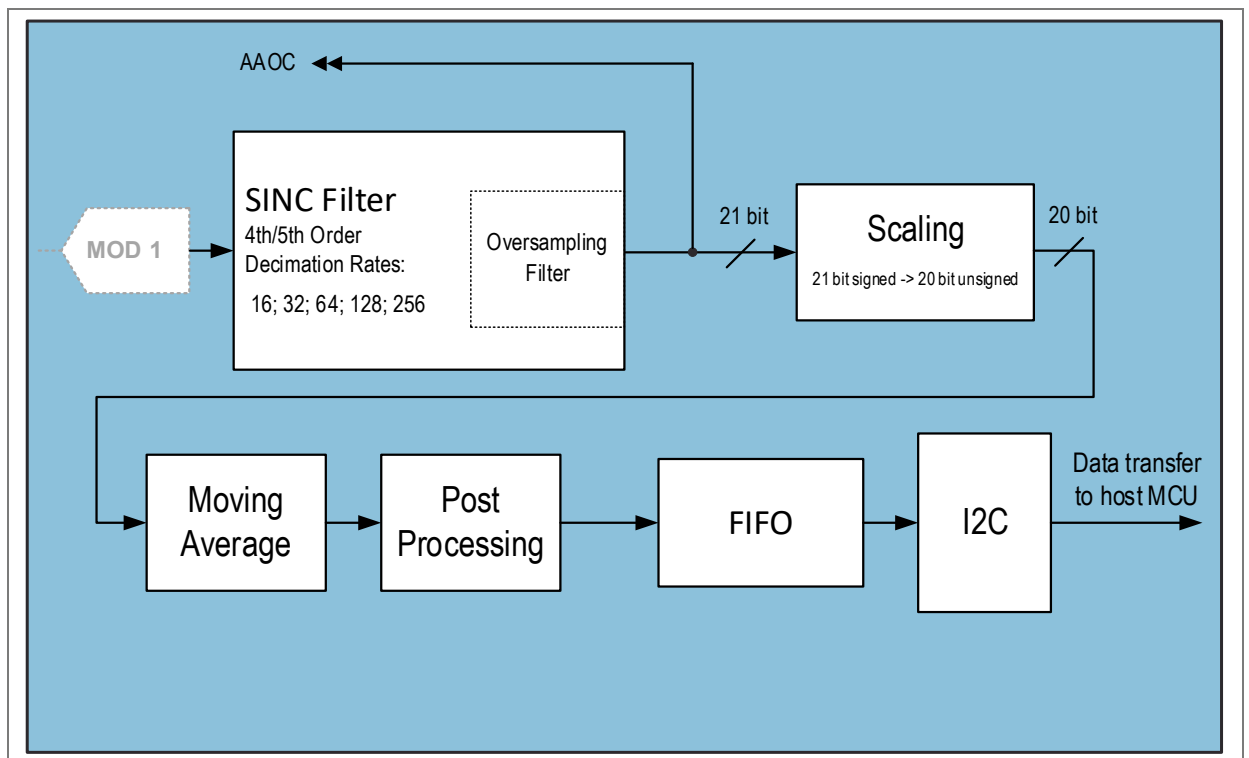 AAOC
MOD 1
SINC Filter
4th/5th Order
Decimation Rates:
16; 32; 64; 128; 256
Oversampling
Filter
21 bit
Scaling
21 bit signed -> 20 bit unsigned
20 bit
Moving
Average
Post
Processing
FIFO
I2C
Data transfer
to host MCU